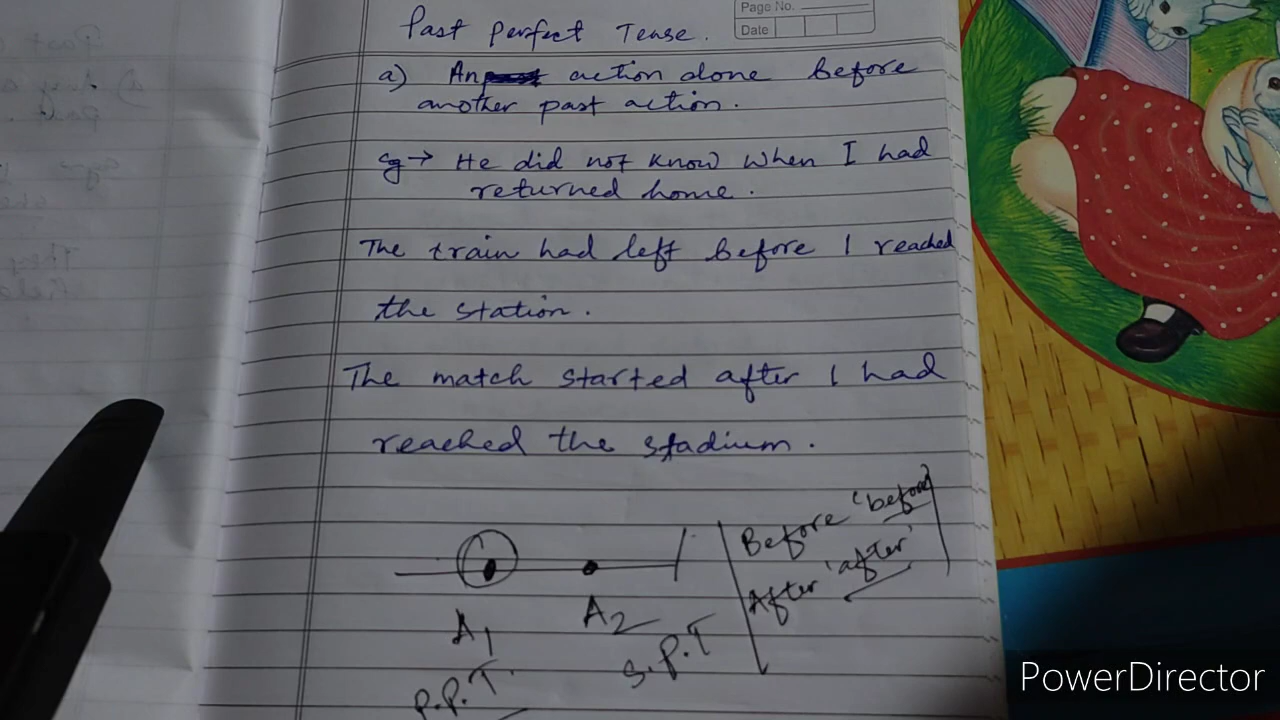 Page No.
Date
Past Perfect Tense.
a) An action done before
another past action.
eg → He did not know when I had
returned home.
The train had left before I reached
the station.
The match started after I had
reached the stadium.
Before 'before'
After 'after'
A1
A2
P.P.T.
S.P.T
PowerDirector